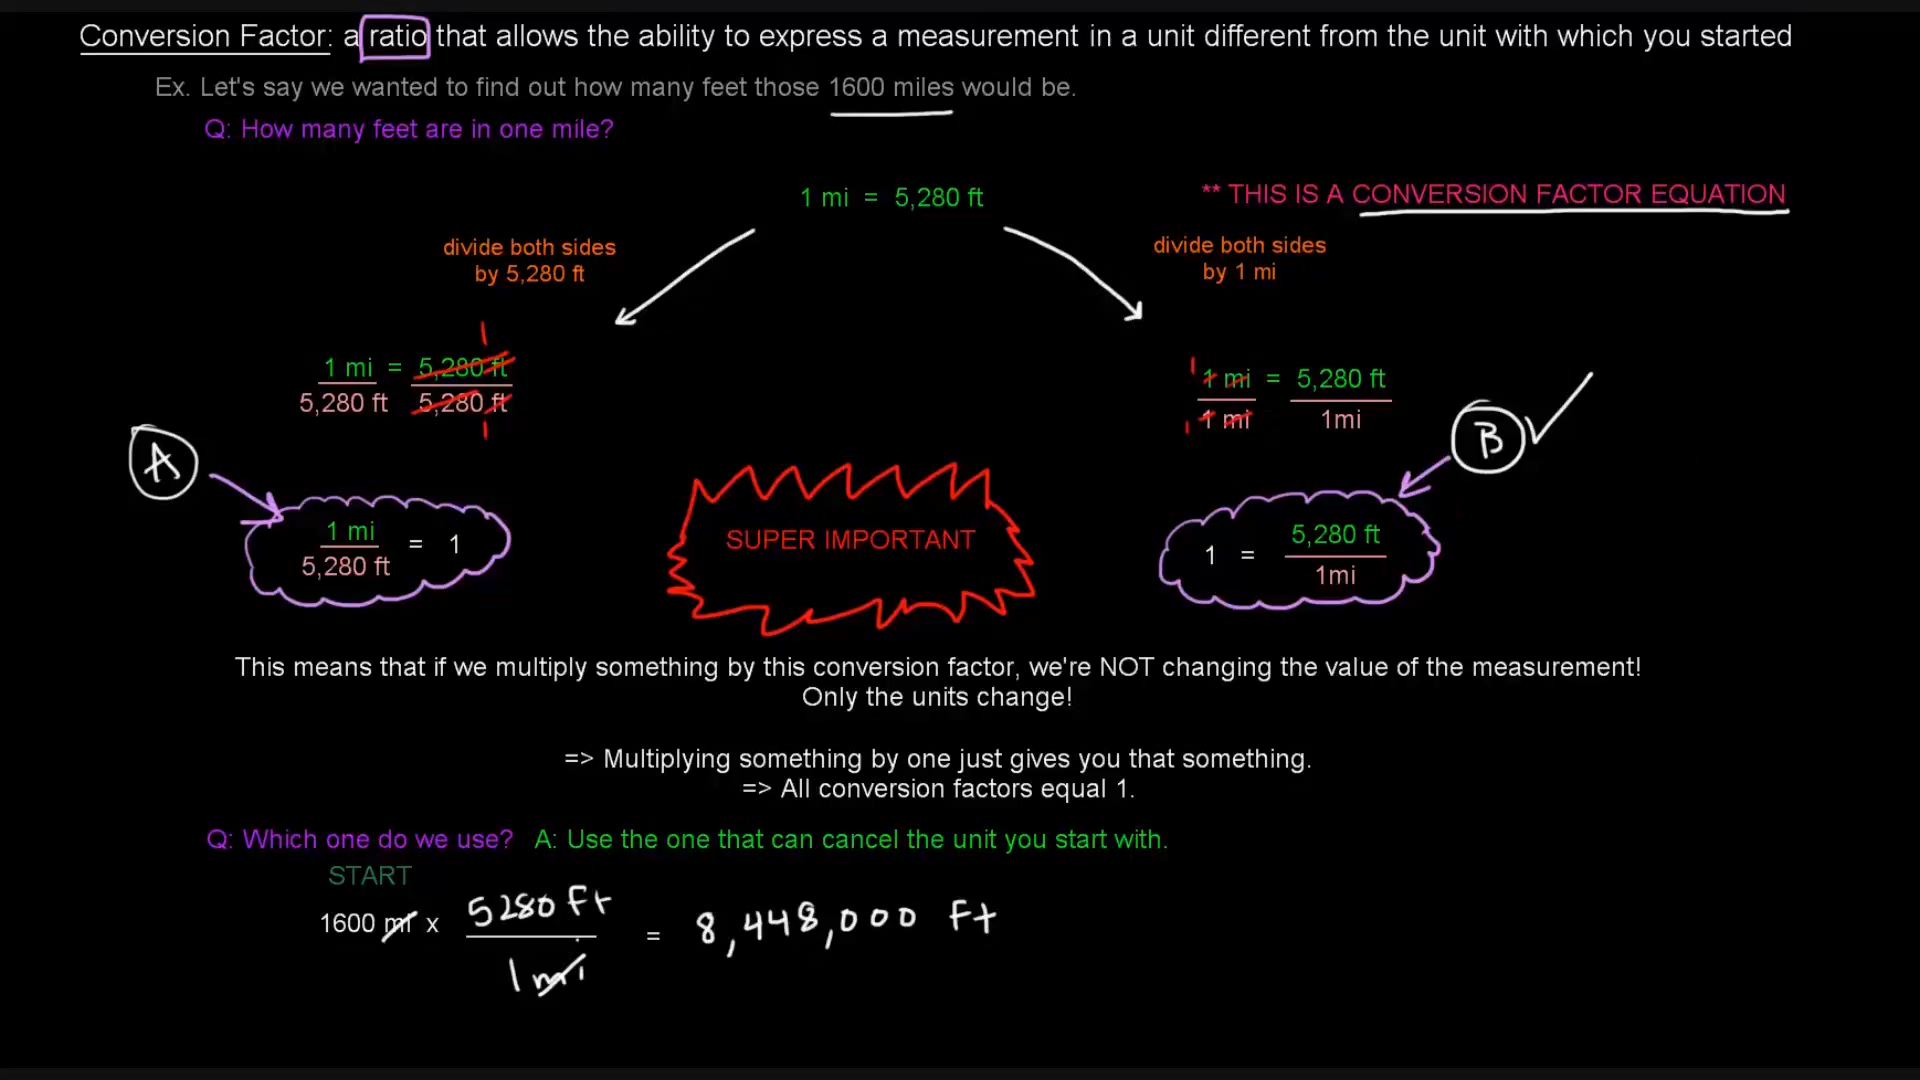 Conversion Factor: a ratio that allows the ability to express a measurement in a unit different from the unit with which you started
Ex. Let's say we wanted to find out how many feet those 1600 miles would be.
Q: How many feet are in one mile?
1 mi = 5,280 ft
** THIS IS A CONVERSION FACTOR EQUATION
divide both sides
by 5,280 ft
divide both sides
by 1 mi
1
1 mi = 5,280 ft
5,280 ft 5,280 ft
1
1 1 mi = 5,280 ft
1 1 mi 1mi
A
B
1 mi
5,280 ft = 1
SUPER IMPORTANT
1 = 5,280 ft
1mi
This means that if we multiply something by this conversion factor, we're NOT changing the value of the measurement!
Only the units change!
=> Multiplying something by one just gives you that something.
=> All conversion factors equal 1.
Q: Which one do we use? A: Use the one that can cancel the unit you start with.
START
1600 mi x 5280 Ft = 8,448,000 Ft
1 mi